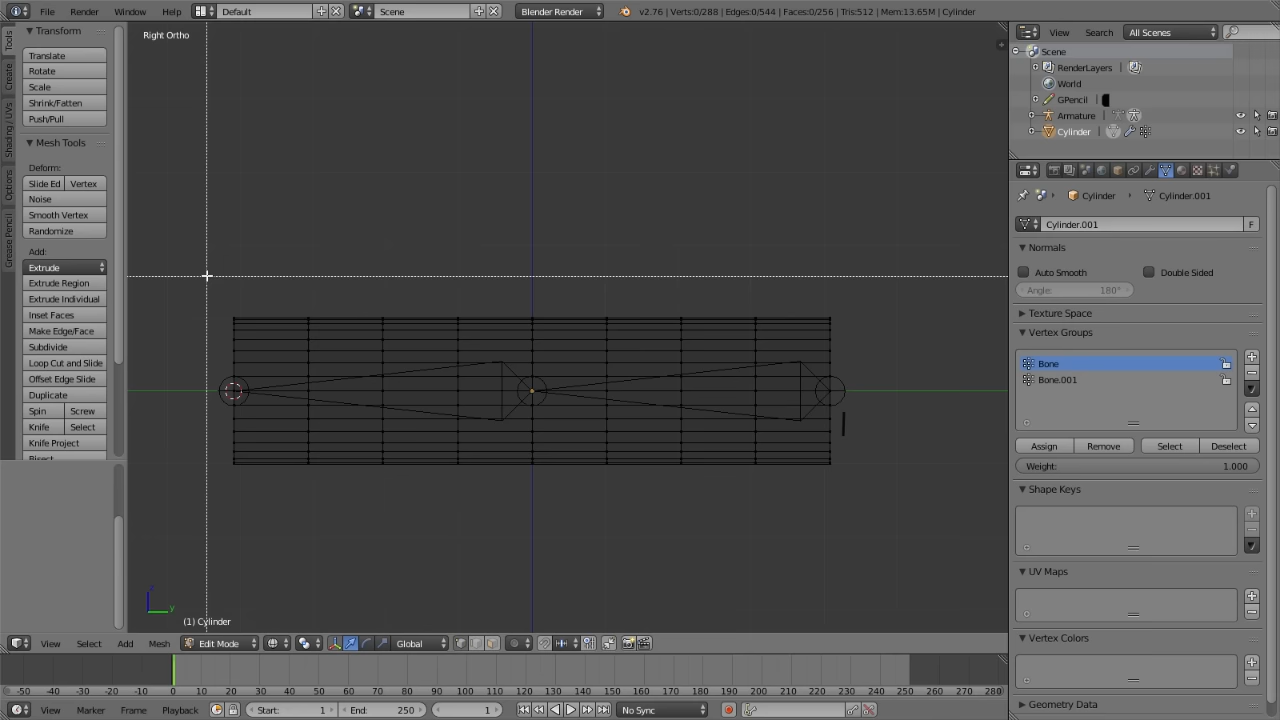 File Render Window Help Default Scene Blender Render v2.76 | Verts:0/288 | Edges:0/544 | Faces:0/256 | Tris:512 | Mem:13.65M | Cylinder
Tools
Create
Shading / UVs
Options
Grease Pencil
Transform
Translate
Rotate
Scale
Shrink/Fatten
Push/Pull
Mesh Tools
Deform:
Slide Ed Vertex
Noise
Smooth Vertex
Randomize
Add:
Extrude
Extrude Region
Extrude Individual
Inset Faces
Make Edge/Face
Subdivide
Loop Cut and Slide
Offset Edge Slide
Duplicate
Spin Screw
Knife Select
Knife Project
Bisect
Right Ortho
z
y
(1) Cylinder
View Select Add Mesh Edit Mode Global
-50 -40 -30 -20 -10 0 10 20 30 40 50 60 70 80 90 100 110 120 130 140 150 160 170 180 190 200 210 220 230 240 250 260 270 280
View Marker Frame Playback Start: 1 End: 250 1 No Sync
View Search All Scenes
Scene
RenderLayers
World
GPencil
Armature
Cylinder
Cylinder Cylinder.001
Cylinder.001 F
Normals
Auto Smooth Double Sided
Angle: 180°
Texture Space
Vertex Groups
Bone
Bone.001
Assign Remove Select Deselect
Weight: 1.000
Shape Keys
UV Maps
Vertex Colors
Geometry Data